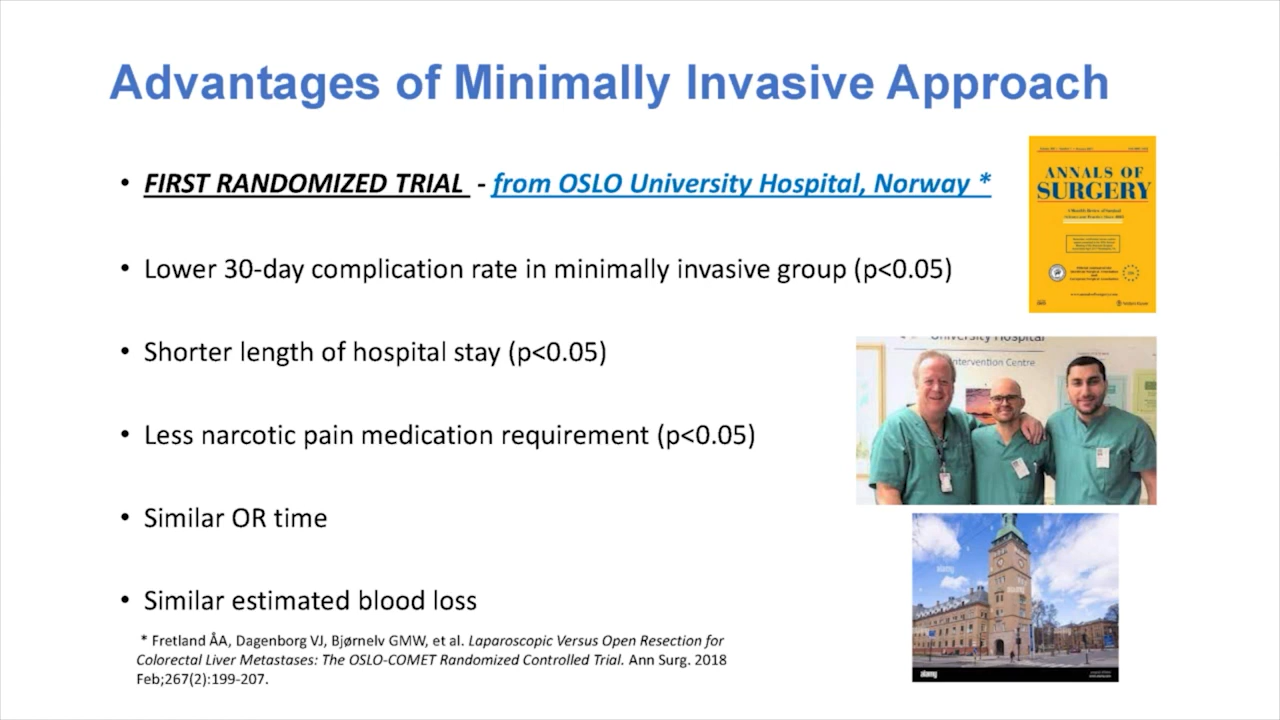 Advantages of Minimally Invasive Approach
• FIRST RANDOMIZED TRIAL - from OSLO University Hospital, Norway *
• Lower 30-day complication rate in minimally invasive group (p<0.05)
• Shorter length of hospital stay (p<0.05)
• Less narcotic pain medication requirement (p<0.05)
• Similar OR time
• Similar estimated blood loss
* Fretland ÅA, Dagenborg VJ, Bjørnelv GMW, et al. Laparoscopic Versus Open Resection for
Colorectal Liver Metastases: The OSLO-COMET Randomized Controlled Trial. Ann Surg. 2018
Feb;267(2):199-207.
ANNALS OF
SURGERY
University Hospital
Intervention Centre
alamy